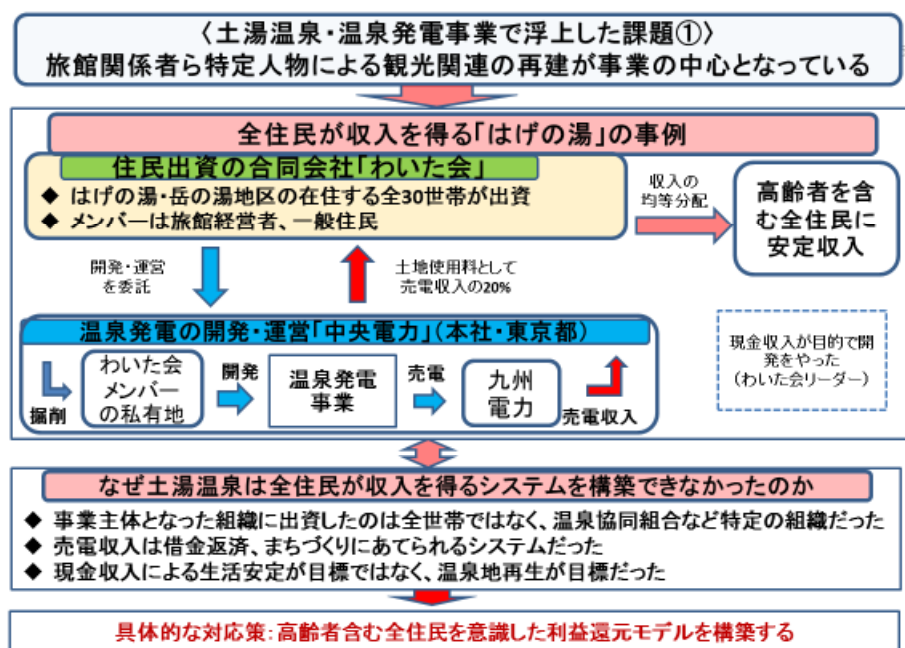 〈土湯温泉・温泉発電事業で浮上した課題①〉
旅館関係者ら特定人物による観光関連の再建が事業の中心となっている
全住民が収入を得る「はげの湯」の事例
住民出資の合同会社「わいた会」
◆ はげの湯・岳の湯地区の在住する全30世帯が出資
◆ メンバーは旅館経営者、一般住民
収入の
均等分配
高齢者を含
む全住民に
安定収入
開発・運営
を委託
土地使用料として
売電収入の20%
温泉発電の開発・運営「中央電力」(本社・東京都)
掘削
わいた会
メンバー
の私有地
開発
温泉発電
事業
売電
九州
電力
売電収入
現金収入が目的で開
発をやった
(わいた会リーダー)
なぜ土湯温泉は全住民が収入を得るシステムを構築できなかったのか
◆ 事業主体となった組織に出資したのは全世帯ではなく、温泉協同組合など特定の組織だった
◆ 売電収入は借金返済、まちづくりにあてられるシステムだった
◆ 現金収入による生活安定が目標ではなく、温泉地再生が目標だった
具体的な対応策:高齢者含む全住民を意識した利益還元モデルを構築する